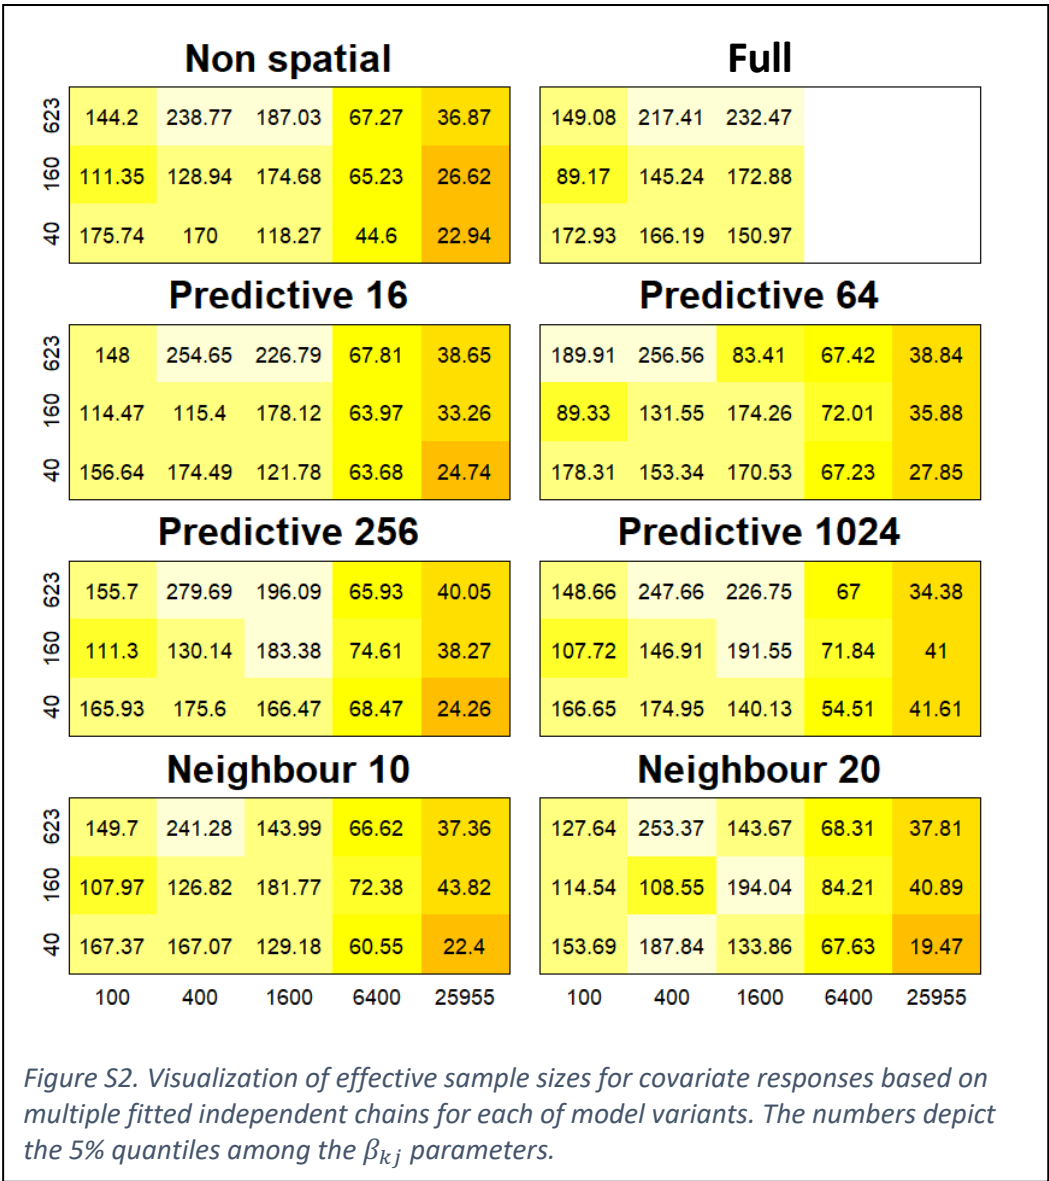 Non spatial Full
623 144.2 238.77 187.03 67.27 36.87 149.08 217.41 232.47
160 111.35 128.94 174.68 65.23 26.62 89.17 145.24 172.88
40 175.74 170 118.27 44.6 22.94 172.93 166.19 150.97
Predictive 16 Predictive 64
623 148 254.65 226.79 67.81 38.65 189.91 256.56 83.41 67.42 38.84
160 114.47 115.4 178.12 63.97 33.26 89.33 131.55 174.26 72.01 35.88
40 156.64 174.49 121.78 63.68 24.74 178.31 153.34 170.53 67.23 27.85
Predictive 256 Predictive 1024
623 155.7 279.69 196.09 65.93 40.05 148.66 247.66 226.75 67 34.38
160 111.3 130.14 183.38 74.61 38.27 107.72 146.91 191.55 71.84 41
40 165.93 175.6 166.47 68.47 24.26 166.65 174.95 140.13 54.51 41.61
Neighbour 10 Neighbour 20
623 149.7 241.28 143.99 66.62 37.36 127.64 253.37 143.67 68.31 37.81
160 107.97 126.82 181.77 72.38 43.82 114.54 108.55 194.04 84.21 40.89
40 167.37 167.07 129.18 60.55 22.4 153.69 187.84 133.86 67.63 19.47
100 400 1600 6400 25955 100 400 1600 6400 25955
Figure S2. Visualization of effective sample sizes for covariate responses based on
multiple fitted independent chains for each of model variants. The numbers depict
the 5% quantiles among the β_kj parameters.